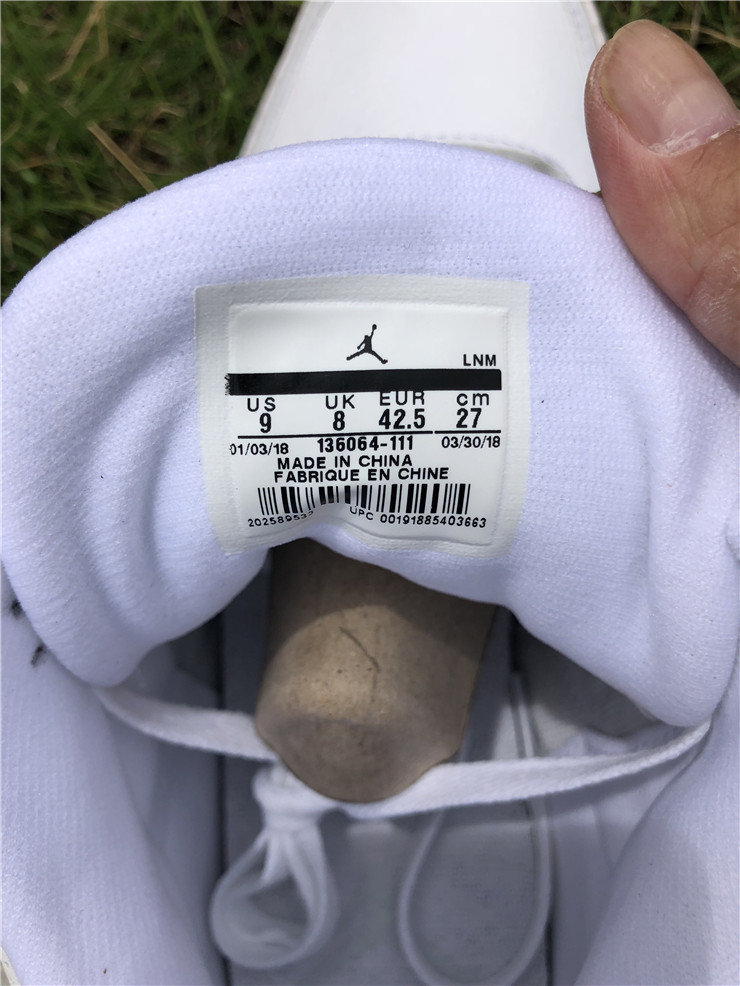 LNM
US UK EUR cm
9 8 42.5 27
01/03/18 136064-111 03/30/18
MADE IN CHINA
FABRIQUE EN CHINE
UPC 00191885403663